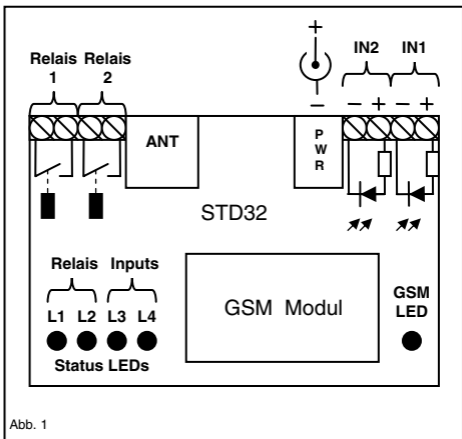 +
IN2 IN1
Relais Relais
1 2
– – + – +
ANT
P
W
R
STD32
Relais Inputs
GSM Modul
GSM
LED
L1 L2 L3 L4
Status LEDs
Abb. 1